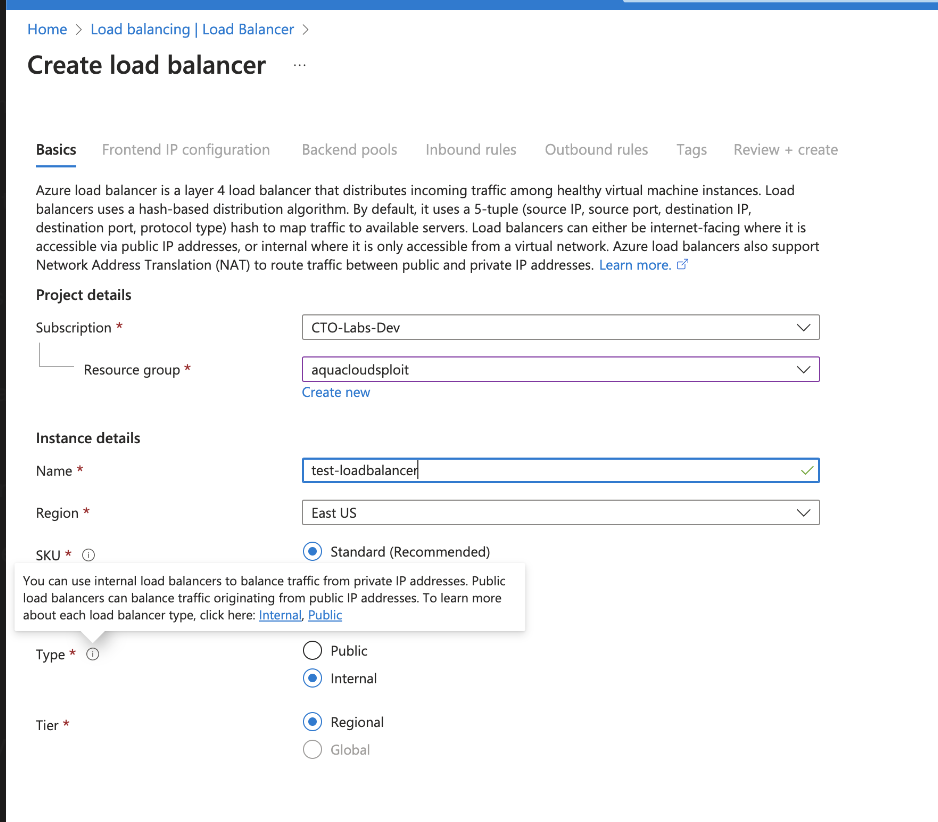 Home > Load balancing | Load Balancer >
Create load balancer ...
Basics Frontend IP configuration Backend pools Inbound rules Outbound rules Tags Review + create
Azure load balancer is a layer 4 load balancer that distributes incoming traffic among healthy virtual machine instances. Load
balancers uses a hash-based distribution algorithm. By default, it uses a 5-tuple (source IP, source port, destination IP,
destination port, protocol type) hash to map traffic to available servers. Load balancers can either be internet-facing where it is
accessible via public IP addresses, or internal where it is only accessible from a virtual network. Azure load balancers also support
Network Address Translation (NAT) to route traffic between public and private IP addresses. Learn more.
Project details
Subscription * CTO-Labs-Dev
Resource group * aquacloudsploit
Create new
Instance details
Name * test-loadbalancer
Region * East US
SKU * Standard (Recommended)
You can use internal load balancers to balance traffic from private IP addresses. Public
load balancers can balance traffic originating from public IP addresses. To learn more
about each load balancer type, click here: Internal, Public
Type * Public
Internal
Tier * Regional
Global